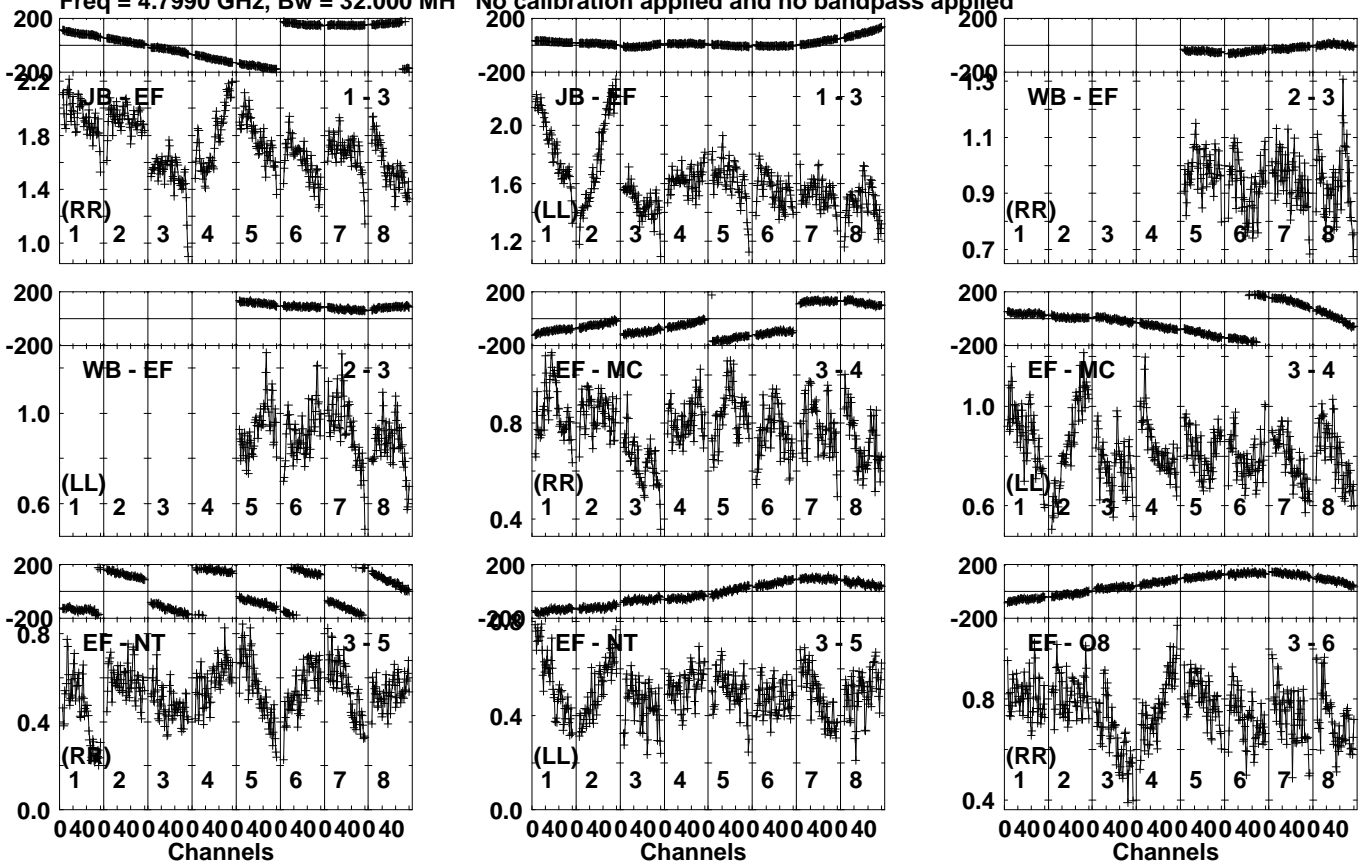 Freq = 4.7990 GHz, Bw = 32.000 MH No calibration applied and no bandpass applied
-200 200 200
-200 -200
2.2 JB - EF 1 - 3
1.8
1.4
1.0
(RR)
1 2 3 4 5 6 7 8
JB - EF 1 - 3
2.0
1.6
1.2
(LL)
1 2 3 4 5 6 7 8
1.3 WB - EF 2 - 3
1.1
0.9
0.7
(RR)
1 2 3 4 5 6 7 8
200 200 200
-200 -200 -200
WB - EF 2 - 3
1.0
0.6
(LL)
1 2 3 4 5 6 7 8
EF - MC 3 - 4
0.8
0.4
(RR)
1 2 3 4 5 6 7 8
EF - MC 3 - 4
1.0
0.6
(LL)
1 2 3 4 5 6 7 8
200 200 200
-200 -200 -200
0.8 EF - NT 3 - 5
0.4
0.0
(RR)
1 2 3 4 5 6 7 8
0.8 EF - NT 3 - 5
0.4
0.0
(LL)
1 2 3 4 5 6 7 8
EF - O8 3 - 6
0.8
0.4
(RR)
1 2 3 4 5 6 7 8
0 40 0 40 0 40 0 40 0 40 0 40 0 40 0 40
0 40 0 40 0 40 0 40 0 40 0 40 0 40 0 40
0 40 0 40 0 40 0 40 0 40 0 40 0 40 0 40
Channels Channels Channels